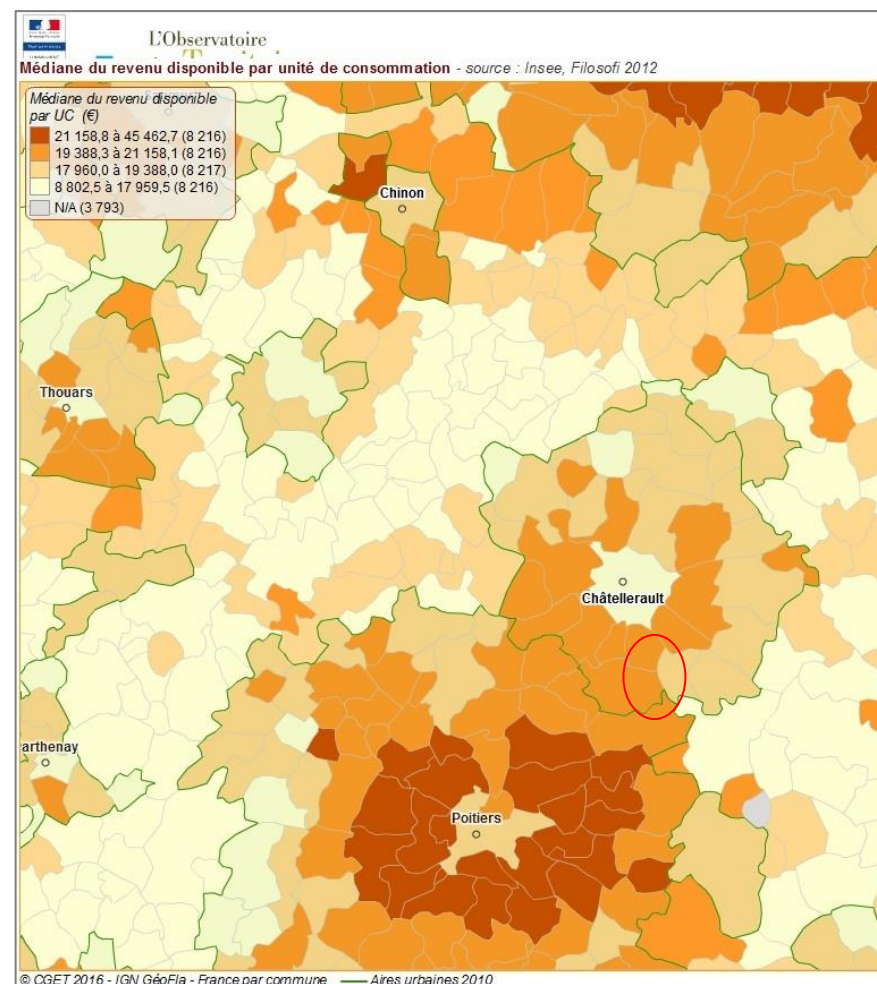 L'Observatoire
Médiane du revenu disponible par unité de consommation - source : Insee, Filosofi 2012
Médiane du revenu disponible
par UC (€)
21 158,8 à 45 462,7 (8 216)
19 388,3 à 21 158,1 (8 216)
17 960,0 à 19 388,0 (8 217)
8 802,5 à 17 959,5 (8 216)
N/A (3 793)
Chinon
Thouars
Châtellerault
arthenay
Poitiers
© CGET 2016 - IGN GéoFla - France par commune — Aires urbaines 2010